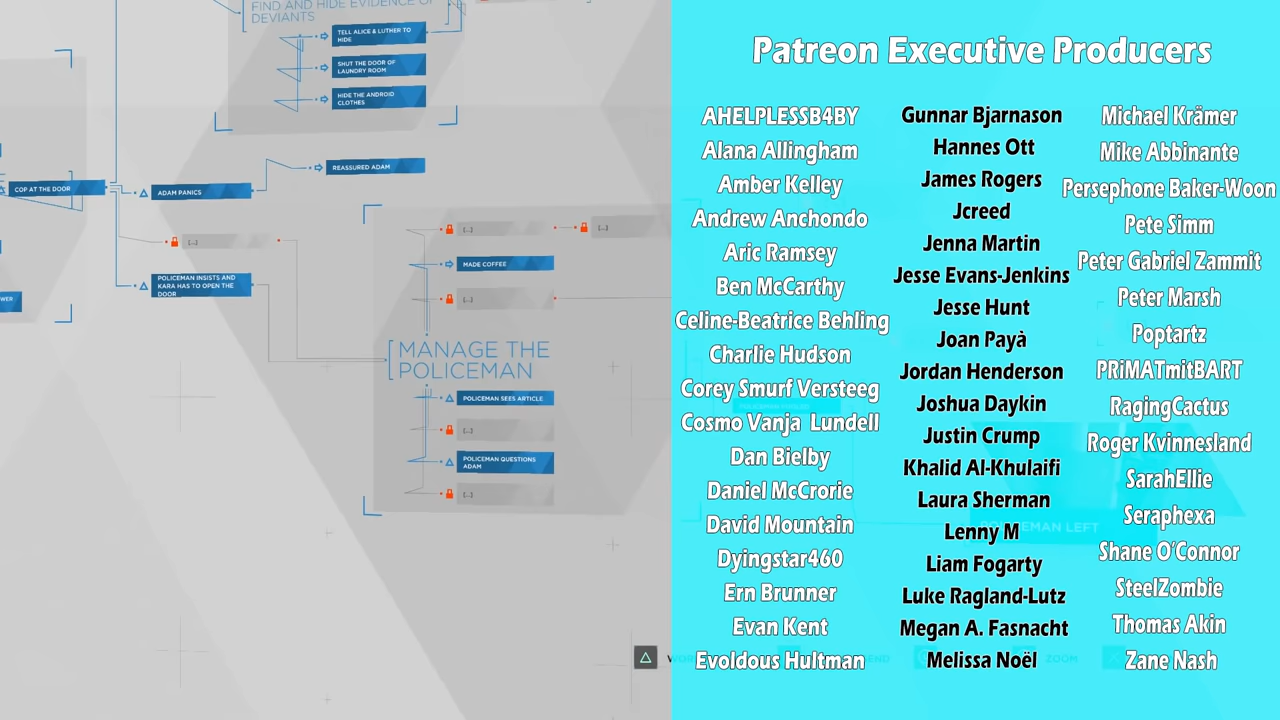 FIND AND HIDE EVIDENCE OF
DEVIANTS
TELL ALICE & LUTHER TO
HIDE
SHUT THE DOOR OF
LAUNDRY ROOM
HIDE THE ANDROID
CLOTHES
REASSURED ADAM
COP AT THE DOOR
ADAM PANICS
[...]
POLICEMAN INSISTS AND
KARA HAS TO OPEN THE
DOOR
[...]
[...]
MADE COFFEE
[...]
MANAGE THE
POLICEMAN
POLICEMAN SEES ARTICLE
[...]
POLICEMAN QUESTIONS
ADAM
[...]
Patreon Executive Producers
AHELPLESSB4BY
Alana Allingham
Amber Kelley
Andrew Anchondo
Aric Ramsey
Ben McCarthy
Celine-Beatrice Behling
Charlie Hudson
Corey Smurf Versteeg
Cosmo Vanja Lundell
Dan Bielby
Daniel McCrorie
David Mountain
Dyingstar460
Ern Brunner
Evan Kent
Evoldous Hultman
Gunnar Bjarnason
Hannes Ott
James Rogers
Jcreed
Jenna Martin
Jesse Evans-Jenkins
Jesse Hunt
Joan Payà
Jordan Henderson
Joshua Daykin
Justin Crump
Khalid Al-Khulaifi
Laura Sherman
Lenny M
Liam Fogarty
Luke Ragland-Lutz
Megan A. Fasnacht
Melissa Noël
Michael Krämer
Mike Abbinante
Persephone Baker-Woon
Pete Simm
Peter Gabriel Zammit
Peter Marsh
Poptartz
PRiMATmitBART
RagingCactus
Roger Kvinnesland
SarahEllie
Seraphexa
Shane O'Connor
SteelZombie
Thomas Akin
Zane Nash
LEFT
ZOOM